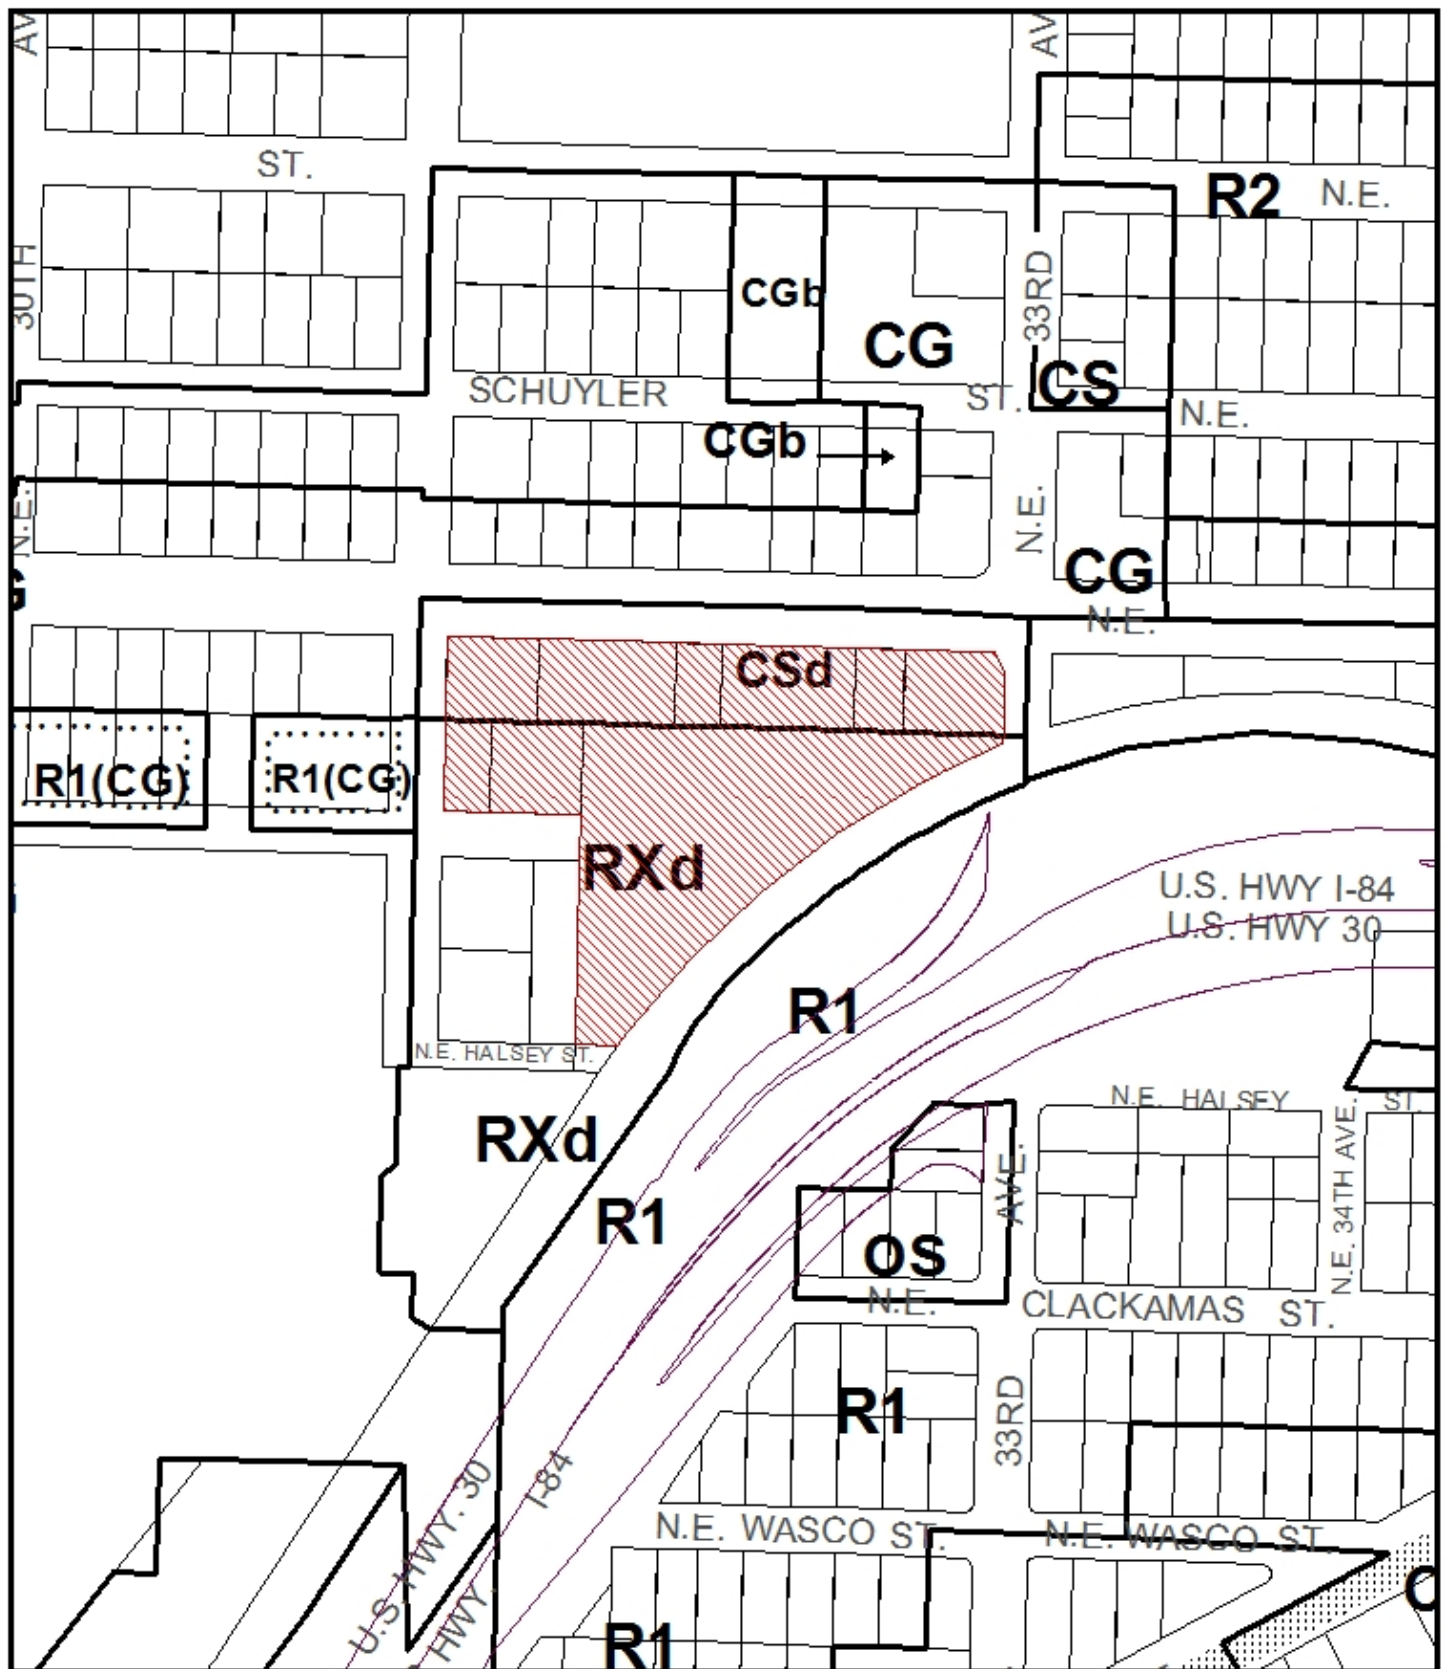 AV
AV
ST.
R2
N.E.
30TH
CGb
33RD
CG
SCHUYLER
ST.
CS
N.E.
CGb
N.E.
N.E.
CG
N.E.
CSd
R1(CG)
R1(CG)
RXd
U.S. HWY I-84
U.S. HWY 30
R1
N.E. HALSEY ST.
N.E. HALSEY
ST.
RXd
AVE.
N.E. 34TH AVE.
R1
OS
N.E.
CLACKAMAS ST.
R1
33RD
U.S. HWY. 30
I-84
HWY.
N.E. WASCO ST.
N.E. WASCO ST.
R1